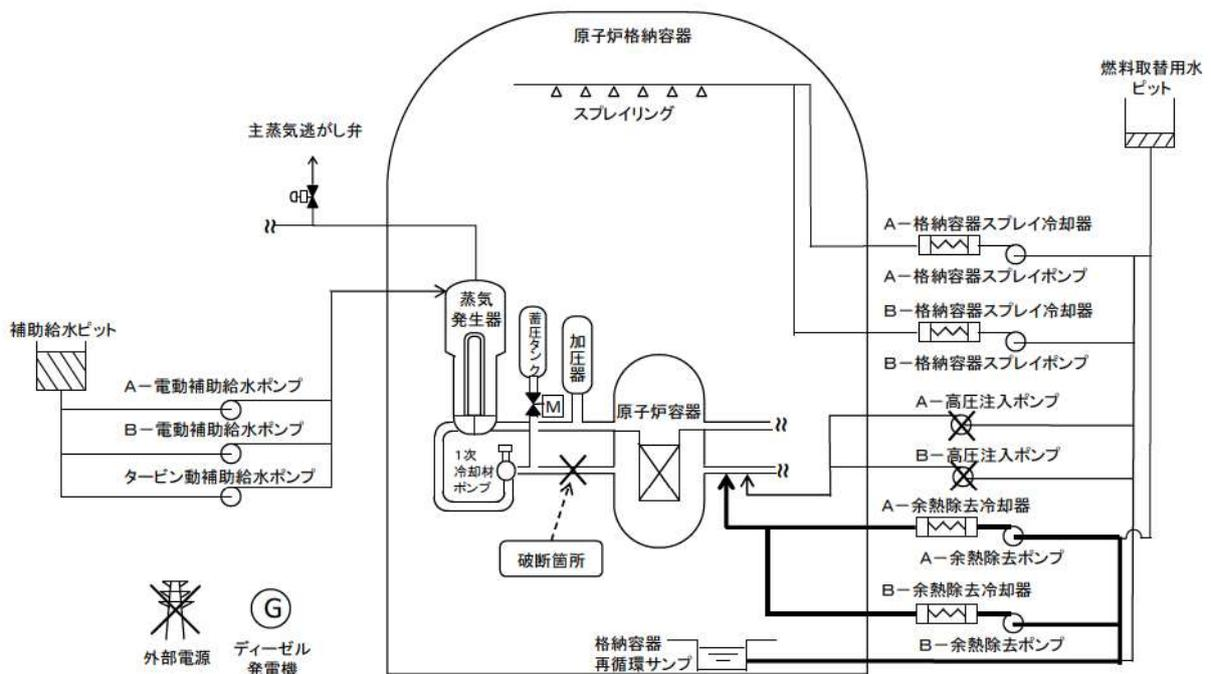 原子炉格納容器
スプレイリング
燃料取替用水
ピット
主蒸気逃がし弁
A－格納容器スプレイ冷却器
A－格納容器スプレイポンプ
B－格納容器スプレイ冷却器
B－格納容器スプレイポンプ
補助給水ピット
A－電動補助給水ポンプ
B－電動補助給水ポンプ
タービン動補助給水ポンプ
蒸気
発生器
蓄圧タンク
M
加圧器
原子炉容器
1次
冷却材
ポンプ
A－高圧注入ポンプ
B－高圧注入ポンプ
A－余熱除去冷却器
A－余熱除去ポンプ
B－余熱除去冷却器
B－余熱除去ポンプ
破断箇所
格納容器
再循環サンプ
外部電源
G
ディーゼル
発電機